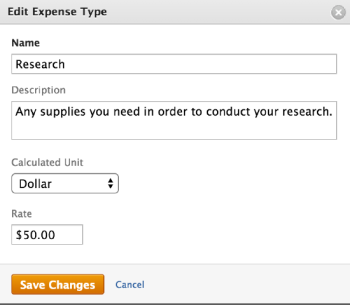 Edit Expense Type
Name
Research
Description
Any supplies you need in order to conduct your research.
Calculated Unit
Dollar
Rate
$50.00
Save Changes Cancel